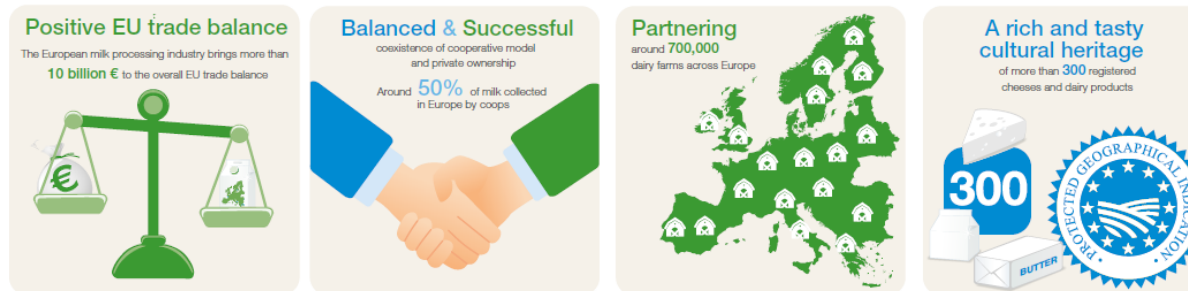 Positive EU trade balance
The European milk processing industry brings more than
10 billion € to the overall EU trade balance
€
Balanced & Successful
coexistence of cooperative model
and private ownership
Around 50% of milk collected
in Europe by coops
Partnering
around 700,000
dairy farms across Europe
A rich and tasty
cultural heritage
of more than 300 registered
cheeses and dairy products
300
BUTTER
PROTECTED GEOGRAPHICAL INDICATION